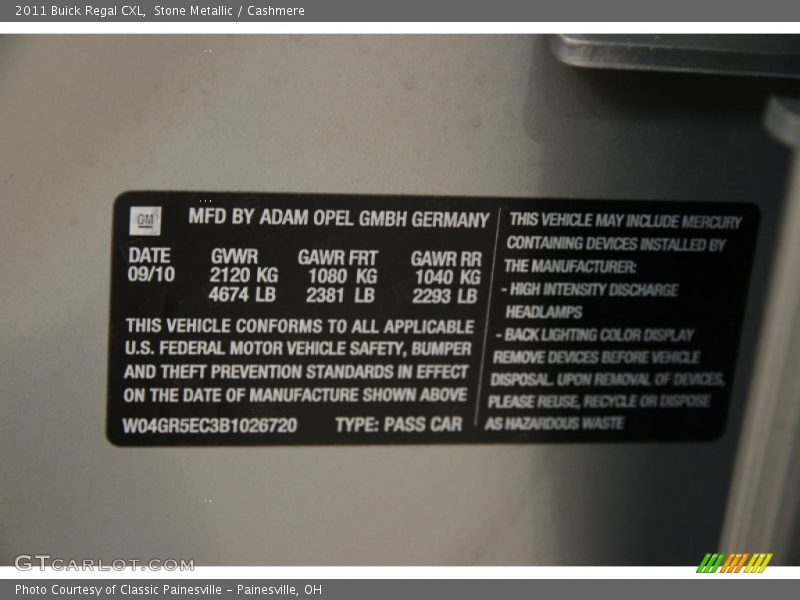 2011 Buick Regal CXL, Stone Metallic / Cashmere
GM
MFD BY ADAM OPEL GMBH GERMANY
DATE GVWR GAWR FRT GAWR RR
09/10 2120 KG 1080 KG 1040 KG
4674 LB 2381 LB 2293 LB
THIS VEHICLE CONFORMS TO ALL APPLICABLE
U.S. FEDERAL MOTOR VEHICLE SAFETY, BUMPER
AND THEFT PREVENTION STANDARDS IN EFFECT
ON THE DATE OF MANUFACTURE SHOWN ABOVE
W04GR5EC3B1026720 TYPE: PASS CAR
THIS VEHICLE MAY INCLUDE MERCURY
CONTAINING DEVICES INSTALLED BY
THE MANUFACTURER:
- HIGH INTENSITY DISCHARGE
HEADLAMPS
- BACK LIGHTING COLOR DISPLAY
REMOVE DEVICES BEFORE VEHICLE
DISPOSAL. UPON REMOVAL OF DEVICES,
PLEASE REUSE, RECYCLE OR DISPOSE
AS HAZARDOUS WASTE
GTCARLOT.COM
Photo Courtesy of Classic Painesville - Painesville, OH